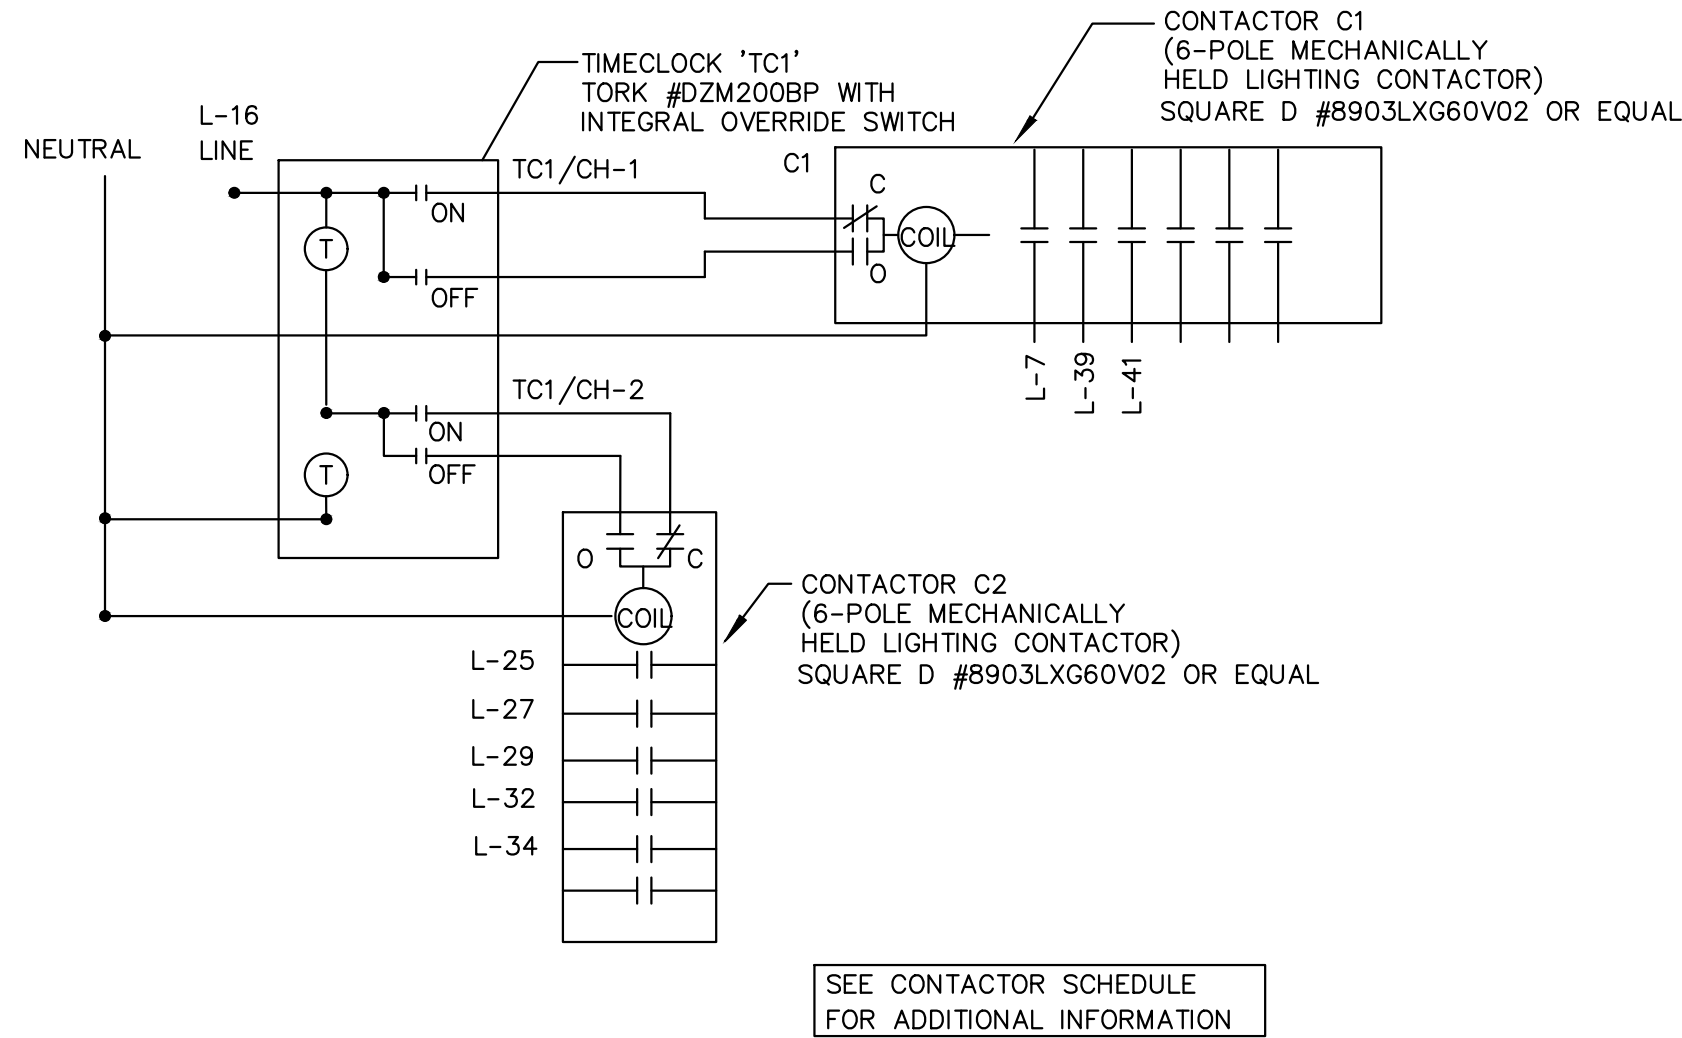 CONTACTOR C1
(6-POLE MECHANICALLY
HELD LIGHTING CONTACTOR)
SQUARE D #8903LXG60V02 OR EQUAL
TIMECLOCK 'TC1'
TORK #DZM200BP WITH
INTEGRAL OVERRIDE SWITCH
L-16
LINE
NEUTRAL
TC1/CH-1
C1
ON
C
T
COIL
O
OFF
L-7
L-39
L-41
TC1/CH-2
ON
OFF
T
O
C
COIL
CONTACTOR C2
(6-POLE MECHANICALLY
HELD LIGHTING CONTACTOR)
SQUARE D #8903LXG60V02 OR EQUAL
L-25
L-27
L-29
L-32
L-34
SEE CONTACTOR SCHEDULE
FOR ADDITIONAL INFORMATION